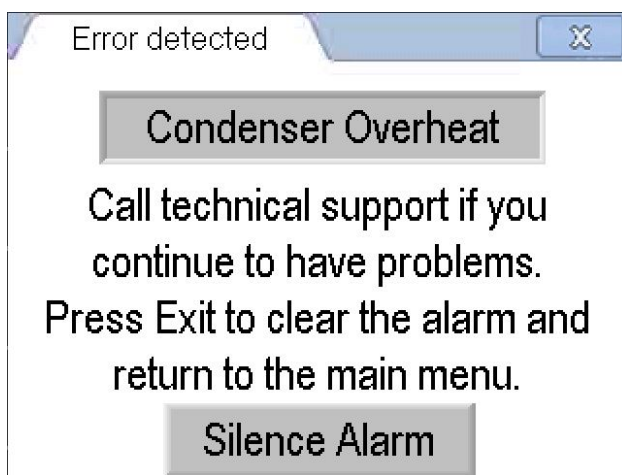 Error detected
Condenser Overheat
Call technical support if you
continue to have problems.
Press Exit to clear the alarm and
return to the main menu.
Silence Alarm